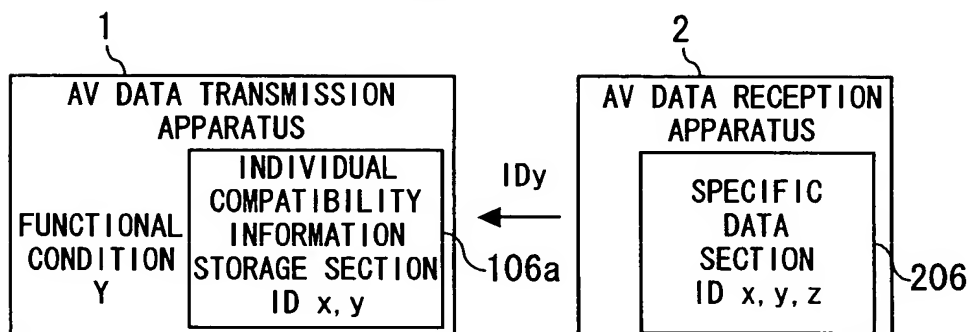 1
2
AV DATA TRANSMISSION
APPARATUS
FUNCTIONAL
CONDITION
Y
INDIVIDUAL
COMPATIBILITY
INFORMATION
STORAGE SECTION
ID x, y
106a
IDy
AV DATA RECEPTION
APPARATUS
SPECIFIC
DATA
SECTION
ID x, y, z
206